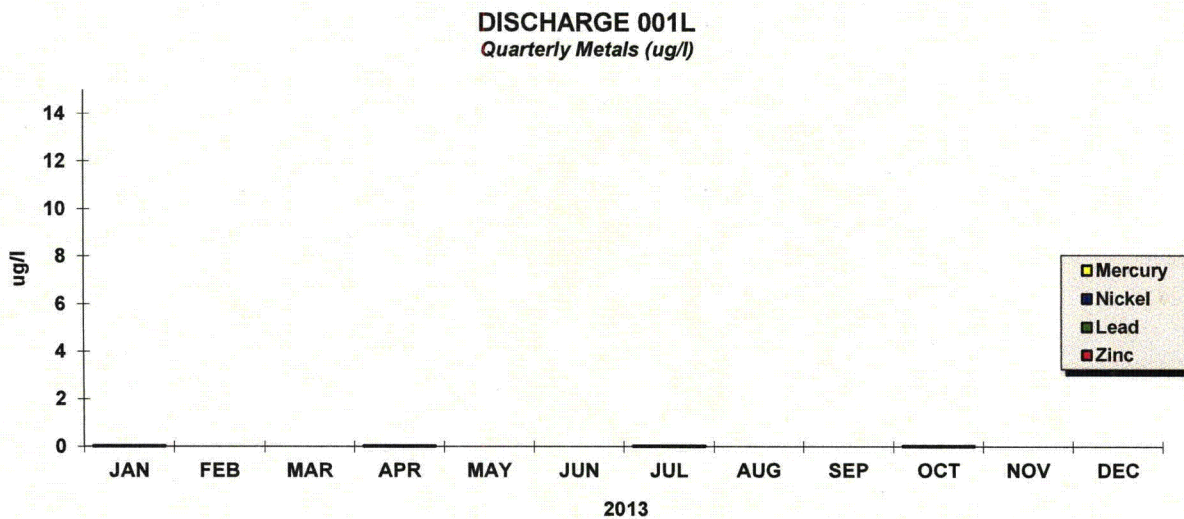 DISCHARGE 001L
Quarterly Metals (ug/l)
14
12
10
8
6
4
2
0
ug/l
JAN FEB MAR APR MAY JUN JUL AUG SEP OCT NOV DEC
2013
Mercury
Nickel
Lead
Zinc